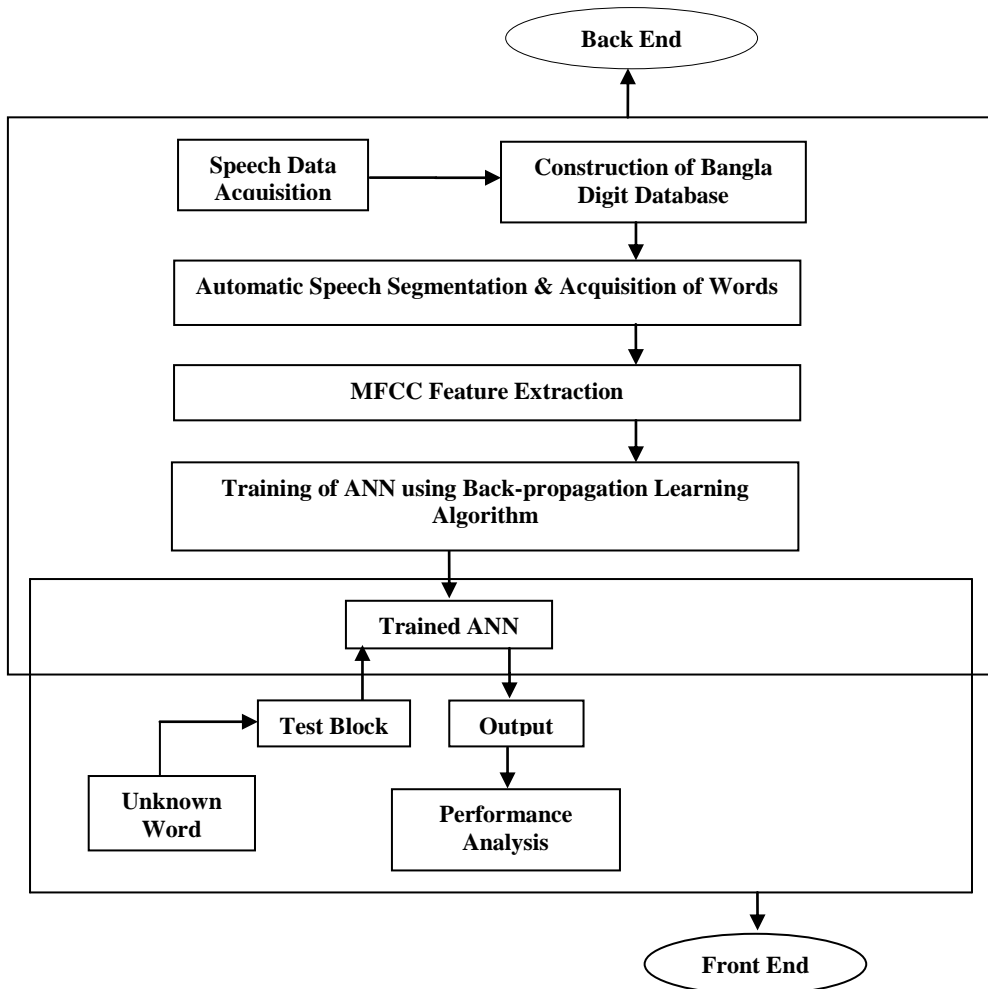 Back End
Speech Data
Acquisition
Construction of Bangla
Digit Database
Automatic Speech Segmentation & Acquisition of Words
MFCC Feature Extraction
Training of ANN using Back-propagation Learning
Algorithm
Trained ANN
Test Block
Output
Unknown
Word
Performance
Analysis
Front End